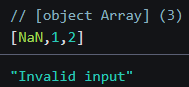 // [object Array] (3)
[NaN,1,2]
"Invalid input"